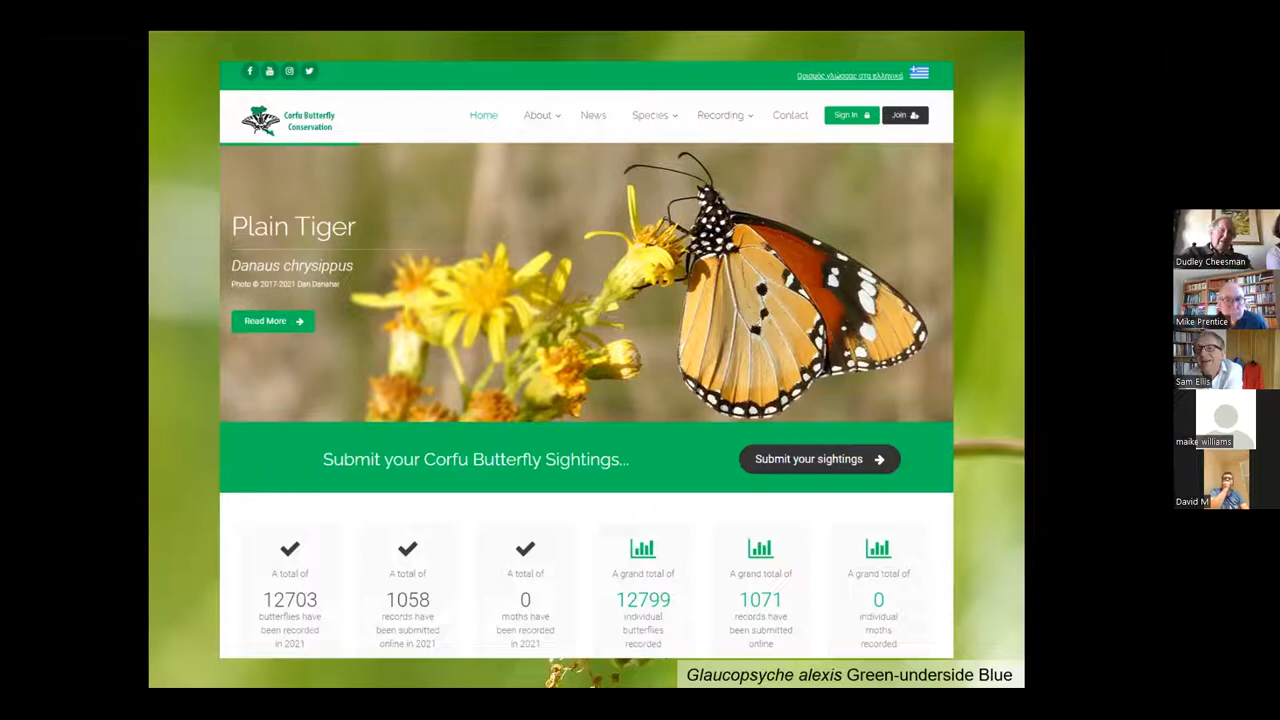 Ορισμός γλώσσας στα ελληνικά
Corfu Butterfly
Conservation
Home
About
News
Species
Recording
Contact
Sign In
Join
Plain Tiger
Danaus chrysippus
Photo © 2017-2021 Dan Danahar
Read More
Submit your Corfu Butterfly Sightings...
Submit your sightings
A total of
12703
butterflies have
been recorded
in 2021
A total of
1058
records have
been submitted
online in 2021
A total of
0
moths have
been recorded
in 2021
A grand total of
12799
individual
butterflies
recorded
A grand total of
1071
records have
been submitted
online
A grand total of
0
individual
moths
recorded
Glaucopsyche alexis Green-underside Blue
Dudley Cheesman
Mike Prentice
Sam Ellis
maike williams
David M